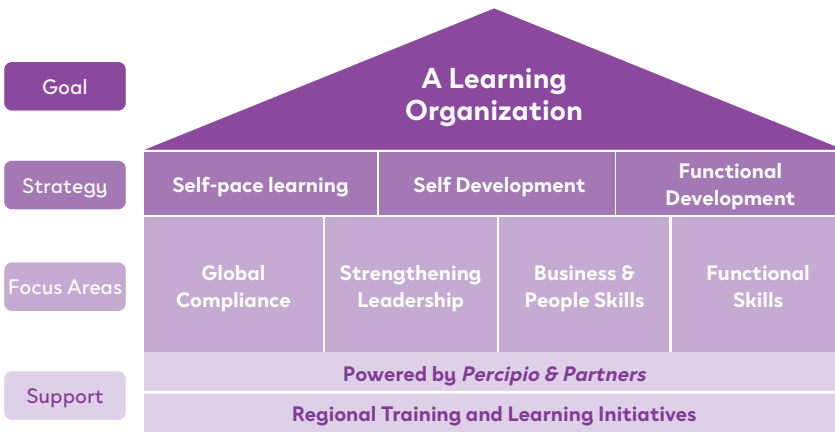 Goal
A Learning
Organization
Strategy
Self-pace learning
Self Development
Functional
Development
Focus Areas
Global
Compliance
Strengthening
Leadership
Business &
People Skills
Functional
Skills
Support
Powered by Percipio & Partners
Regional Training and Learning Initiatives